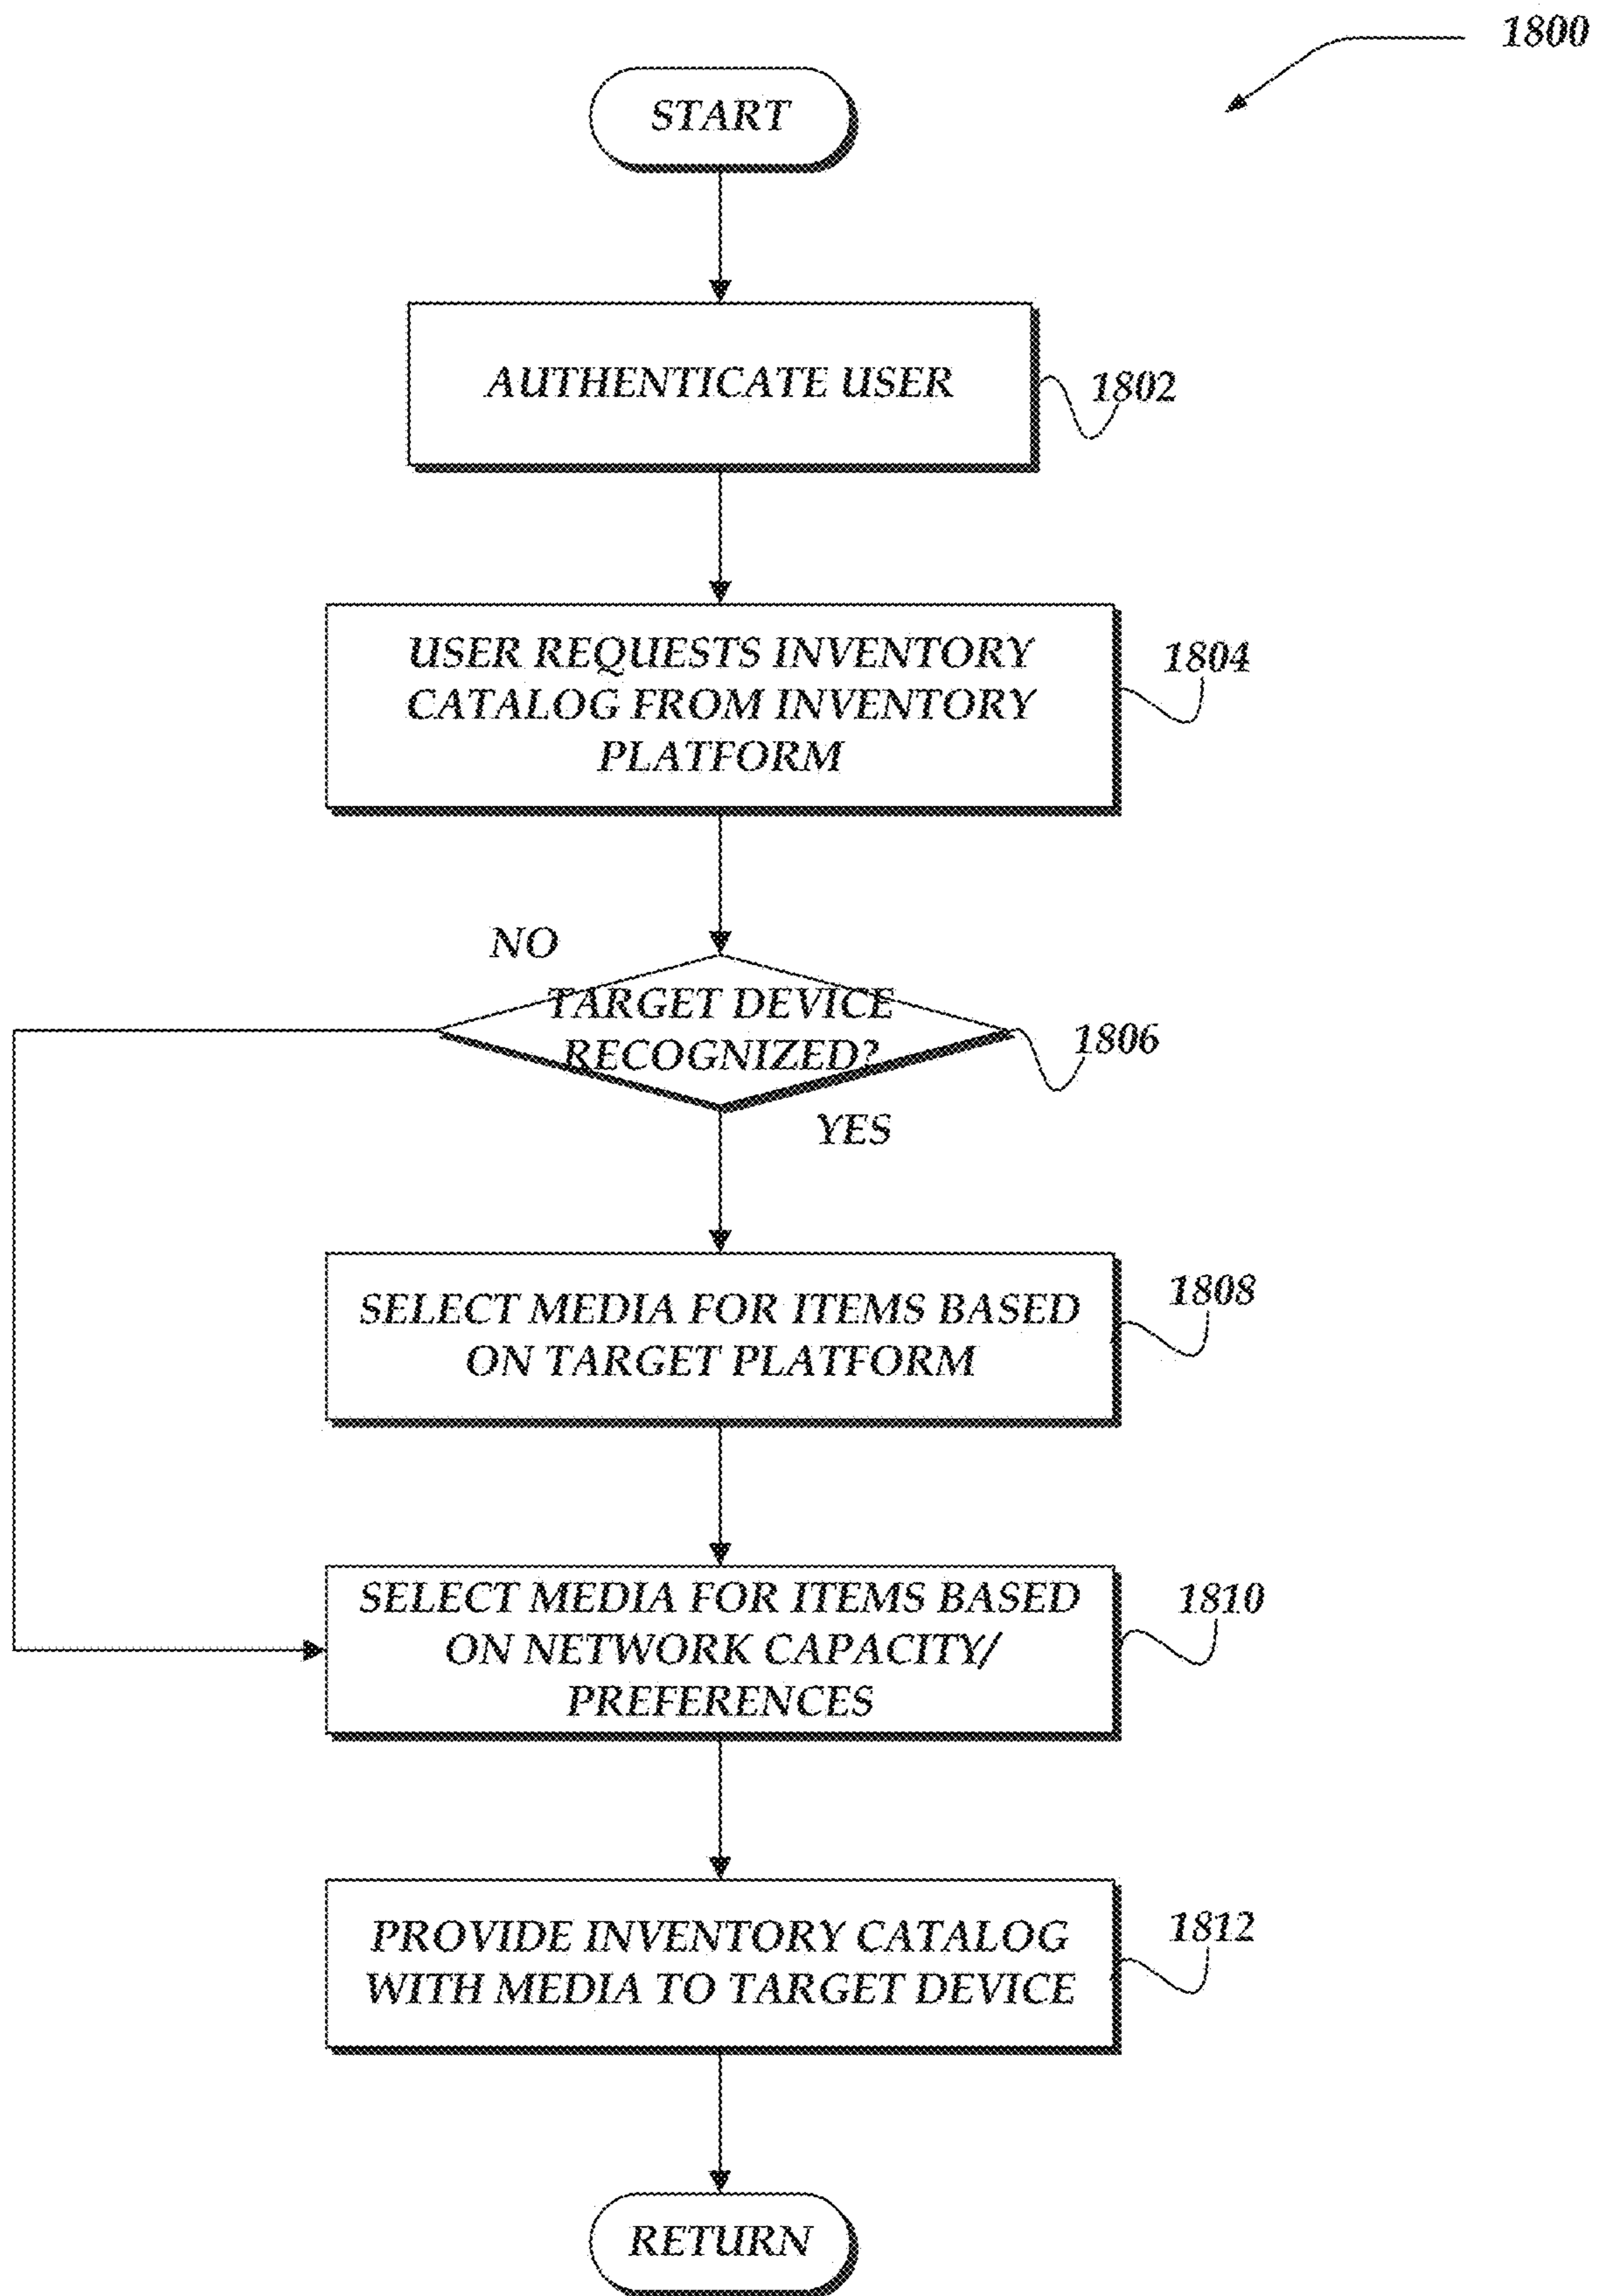 1800
START
AUTHENTICATE USER
1802
USER REQUESTS INVENTORY
CATALOG FROM INVENTORY
PLATFORM
1804
NO
TARGET DEVICE
RECOGNIZED?
1806
YES
SELECT MEDIA FOR ITEMS BASED
ON TARGET PLATFORM
1808
SELECT MEDIA FOR ITEMS BASED
ON NETWORK CAPACITY/
PREFERENCES
1810
PROVIDE INVENTORY CATALOG
WITH MEDIA TO TARGET DEVICE
1812
RETURN